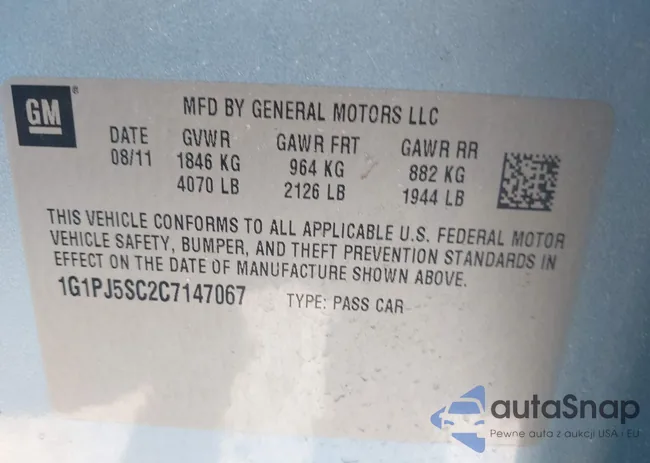 GM
MFD BY GENERAL MOTORS LLC
DATE GVWR GAWR FRT GAWR RR
08/11 1846 KG 964 KG 882 KG
4070 LB 2126 LB 1944 LB
THIS VEHICLE CONFORMS TO ALL APPLICABLE U.S. FEDERAL MOTOR
VEHICLE SAFETY, BUMPER, AND THEFT PREVENTION STANDARDS IN
EFFECT ON THE DATE OF MANUFACTURE SHOWN ABOVE.
1G1PJ5SC2C7147067 TYPE: PASS CAR
autaSnap
Pewne auta z aukcji USA i EU